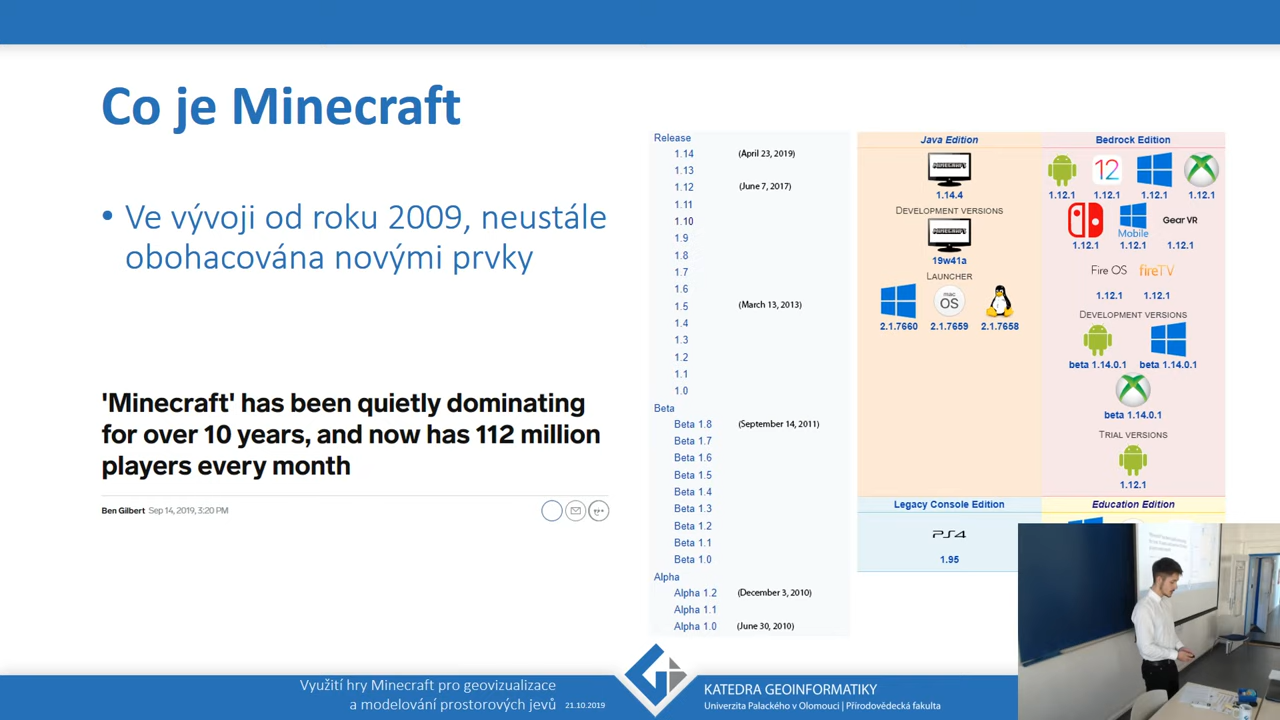 Co je Minecraft
• Ve vývoji od roku 2009, neustále
obohacována novými prvky
'Minecraft' has been quietly dominating
for over 10 years, and now has 112 million
players every month
Ben Gilbert Sep 14, 2019, 3:20 PM
Release
1.14 (April 23, 2019)
1.13
1.12 (June 7, 2017)
1.11
1.10
1.9
1.8
1.7
1.6
1.5 (March 13, 2013)
1.4
1.3
1.2
1.1
1.0
Beta
Beta 1.8 (September 14, 2011)
Beta 1.7
Beta 1.6
Beta 1.5
Beta 1.4
Beta 1.3
Beta 1.2
Beta 1.1
Beta 1.0
Alpha
Alpha 1.2 (December 3, 2010)
Alpha 1.1
Alpha 1.0 (June 30, 2010)
Java Edition
MINECRAFT
1.14.4
DEVELOPMENT VERSIONS
MINECRAFT
19w41a
LAUNCHER
mac
OS
2.1.7660 2.1.7659 2.1.7658
Bedrock Edition
12
1.12.1 1.12.1 1.12.1 1.12.1
Mobile Gear VR
1.12.1 1.12.1 1.12.1
Fire OS fireTV
1.12.1 1.12.1
DEVELOPMENT VERSIONS
beta 1.14.0.1 beta 1.14.0.1
beta 1.14.0.1
TRIAL VERSIONS
1.12.1
Legacy Console Edition
PS4
1.95
Education Edition
Využití hry Minecraft pro geovizualizace
a modelování prostorových jevů 21.10.2019
KATEDRA GEOINFORMATIKY
Univerzita Palackého v Olomouci | Přírodovědecká fakulta